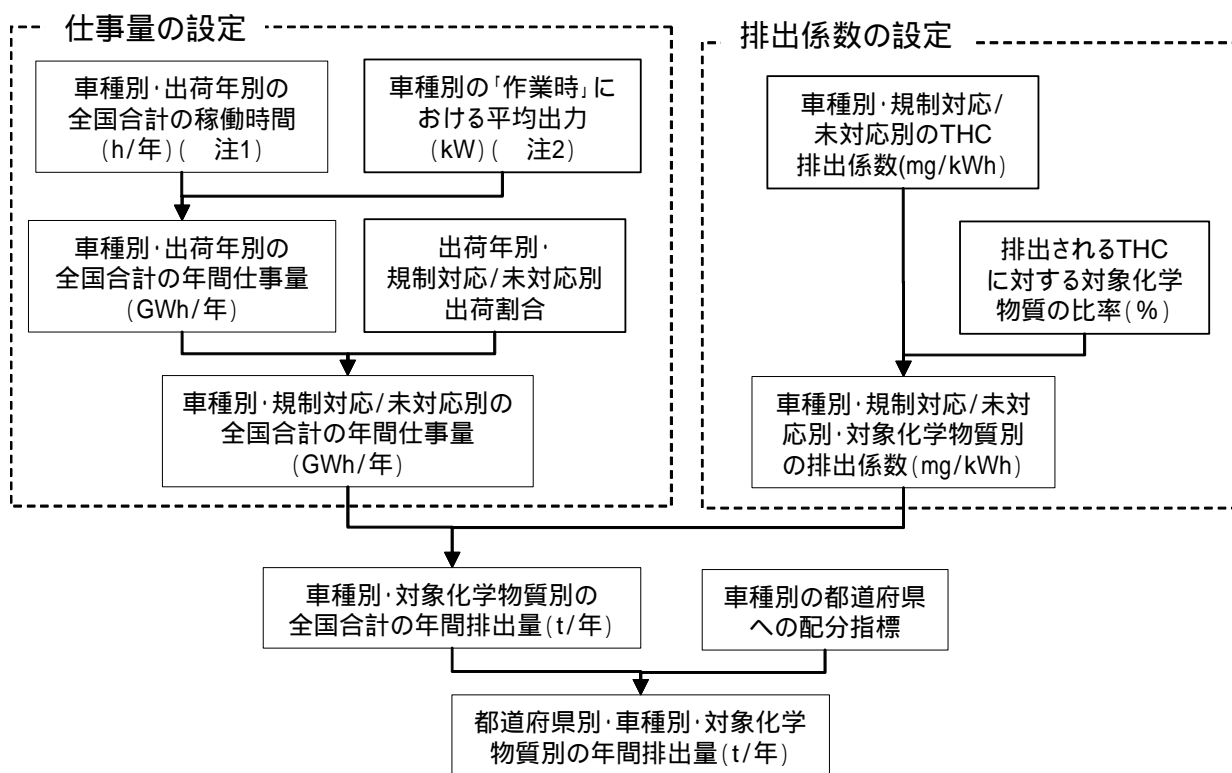 仕事量の設定
車種別・出荷年別の
全国合計の稼働時間
(h/年)( 注1)
車種別の「作業時」に
おける平均出力
(kW)( 注2)
車種別・出荷年別の
全国合計の年間仕事量
(GWh/年)
出荷年別・
規制対応/未対応別
出荷割合
車種別・規制対応/未対応別の
全国合計の年間仕事量
(GWh/年)
排出係数の設定
車種別・規制対応/
未対応別のTHC
排出係数(mg/kWh)
排出されるTHC
に対する対象化学
物質の比率(%)
車種別・規制対応/未対
応別・対象化学物質別
の排出係数(mg/kWh)
車種別・対象化学物質別の
全国合計の年間排出量(t/年)
車種別の都道府県
への配分指標
都道府県別・車種別・対象化学
物質別の年間排出量(t/年)